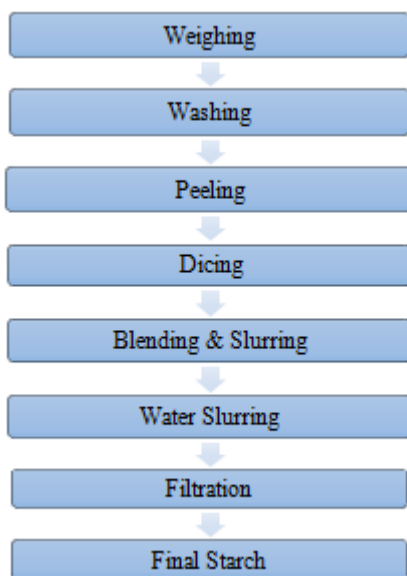 Weighing
Washing
Peeling
Dicing
Blending & Slurring
Water Slurring
Filtration
Final Starch